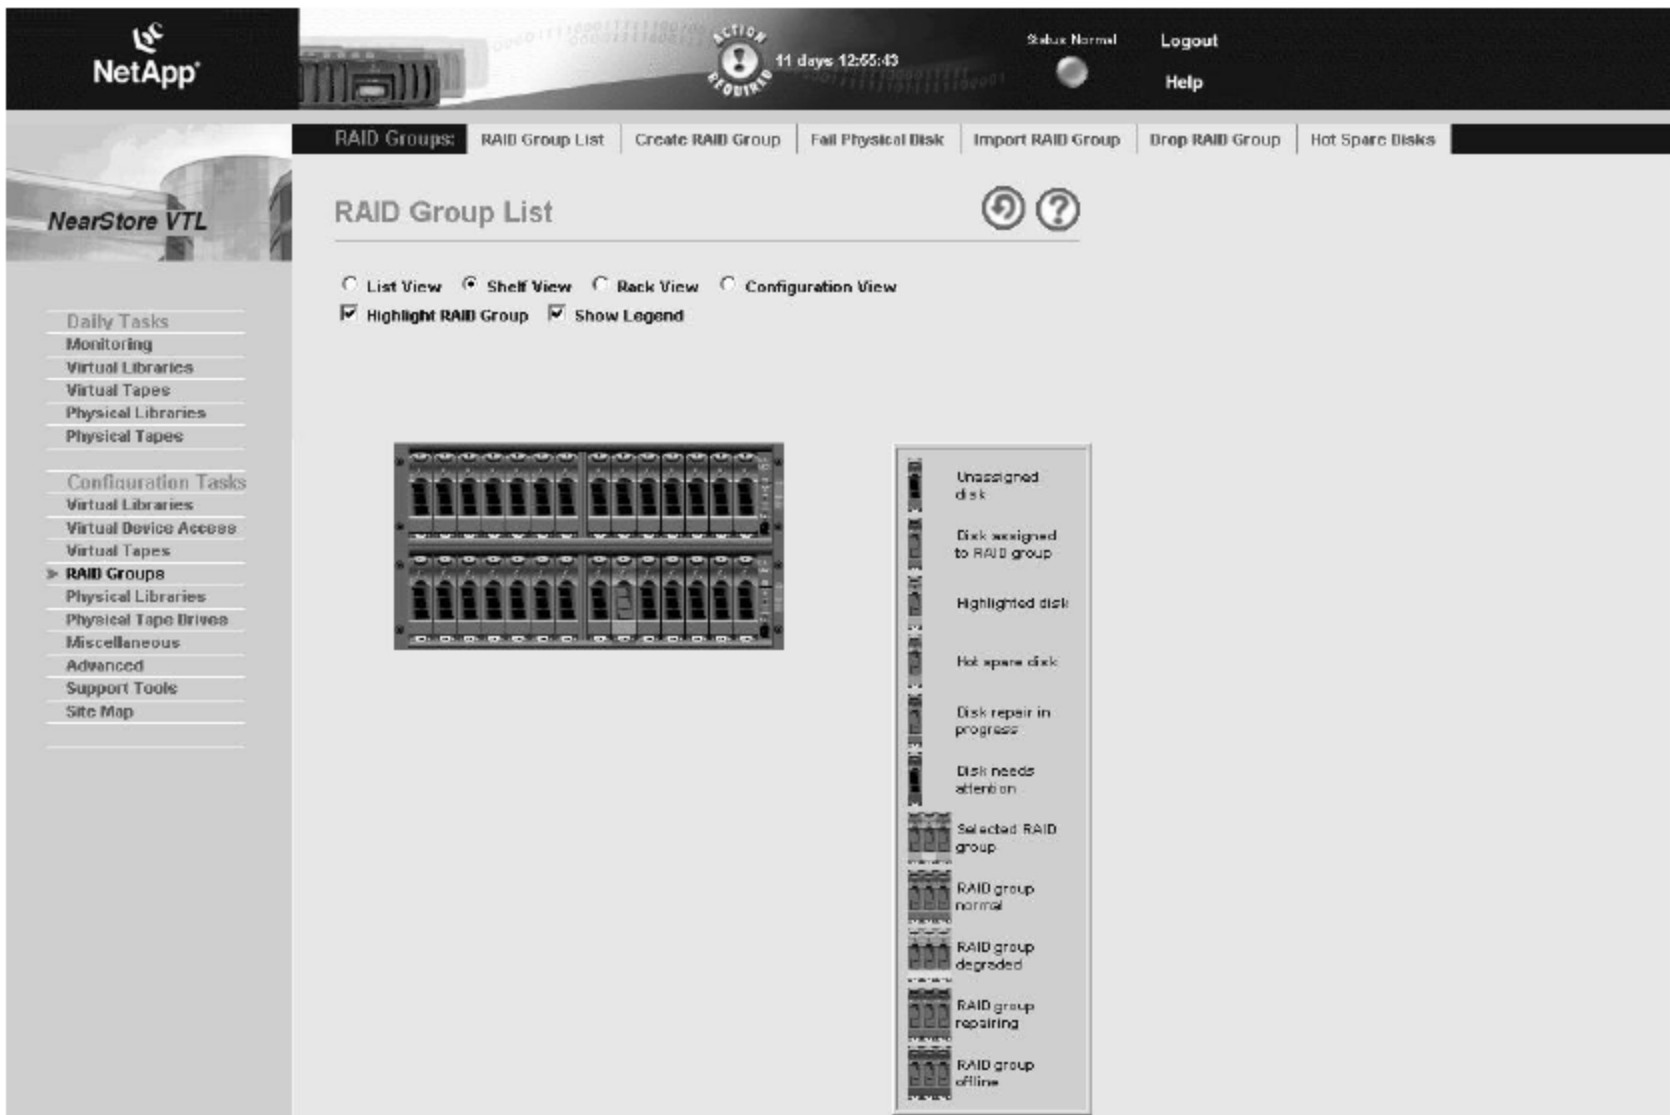 NetApp
ACTION REQUIRED
11 days 12:55:43
Status Normal
Logout
Help
NearStore VTL
RAID Groups:
RAID Group List
Create RAID Group
Fail Physical Disk
Import RAID Group
Drop RAID Group
Hot Spare Disks
RAID Group List
List View
Shelf View
Rack View
Configuration View
Highlight RAID Group
Show Legend
Daily Tasks
Monitoring
Virtual Libraries
Virtual Tapes
Physical Libraries
Physical Tapes
Configuration Tasks
Virtual Libraries
Virtual Device Access
Virtual Tapes
RAID Groups
Physical Libraries
Physical Tape Drives
Miscellaneous
Advanced
Support Tools
Site Map
Unassigned
disk
Disk assigned
to RAID group
Highlighted disk
Hot spare disk
Disk repair in
progress
Disk needs
attention
Selected RAID
group
RAID group
normal
RAID group
degraded
RAID group
repairing
RAID group
offline